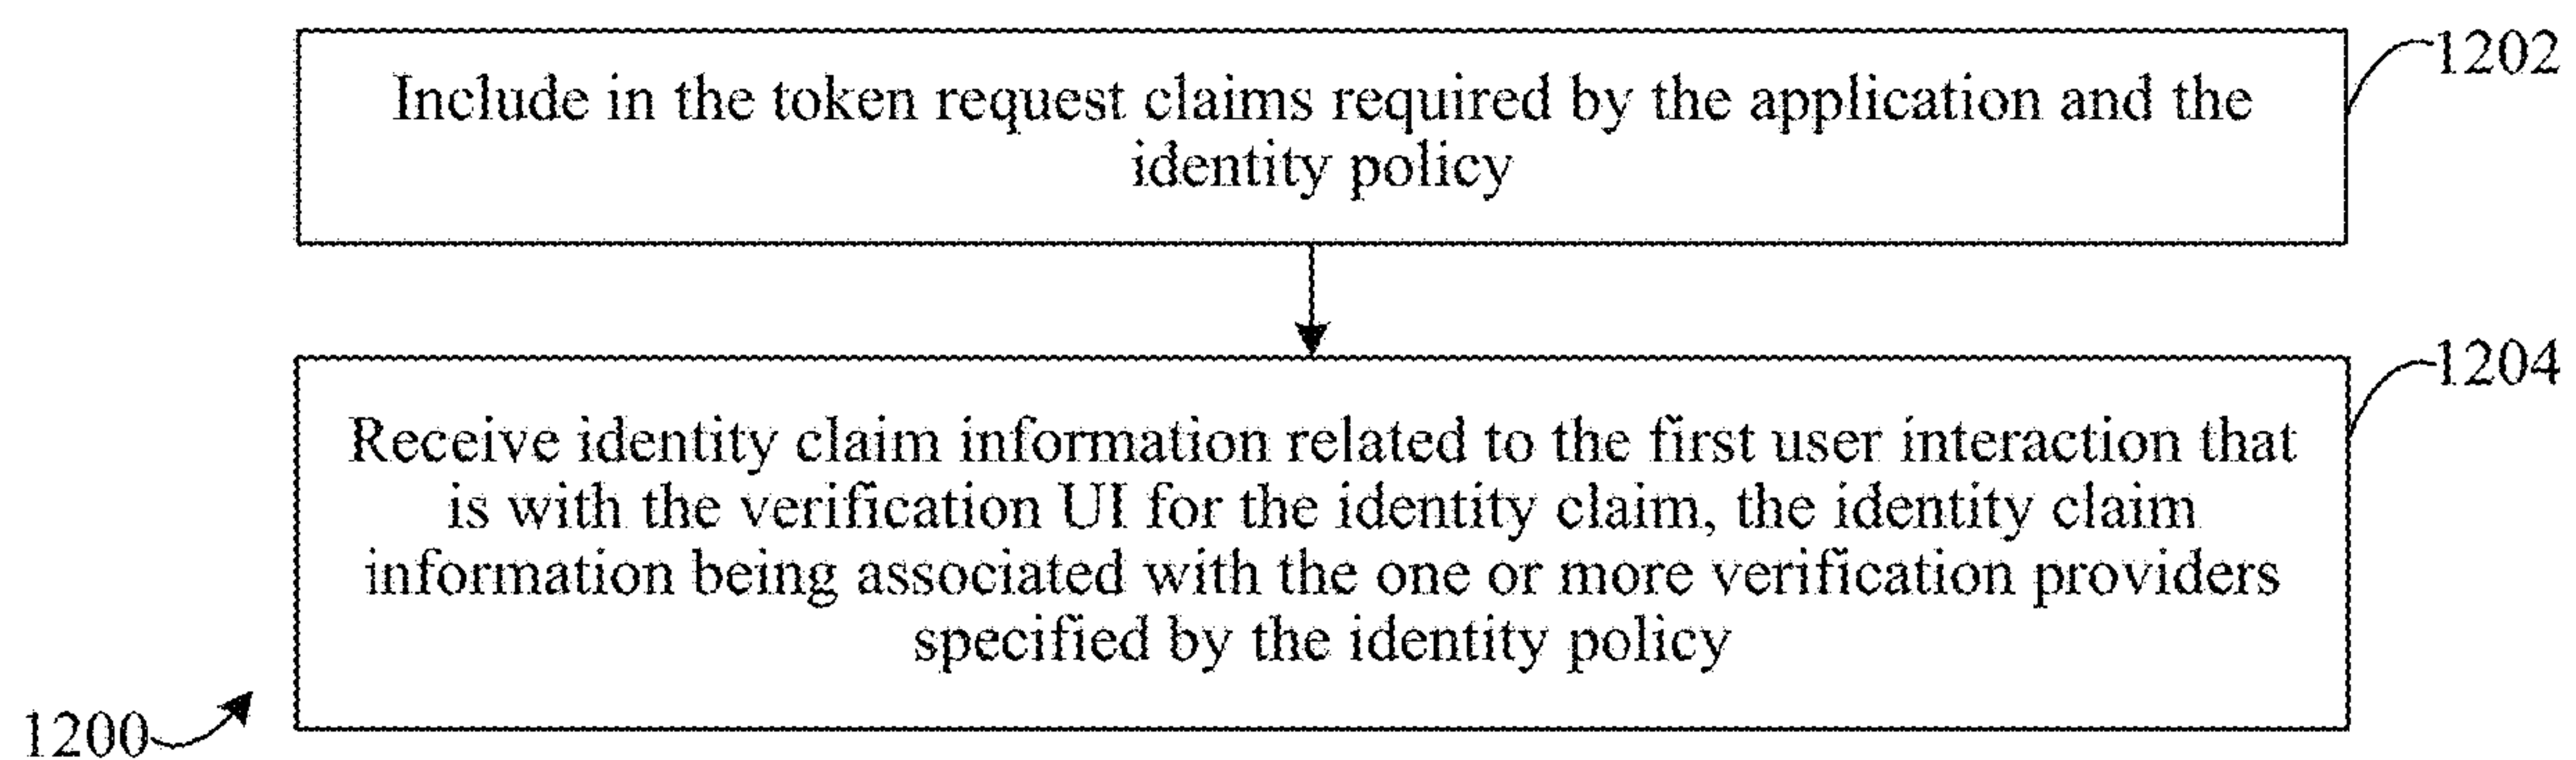 Include in the token request claims required by the application and the
identity policy
1202
Receive identity claim information related to the first user interaction that
is with the verification UI for the identity claim, the identity claim
information being associated with the one or more verification providers
specified by the identity policy
1204
1200